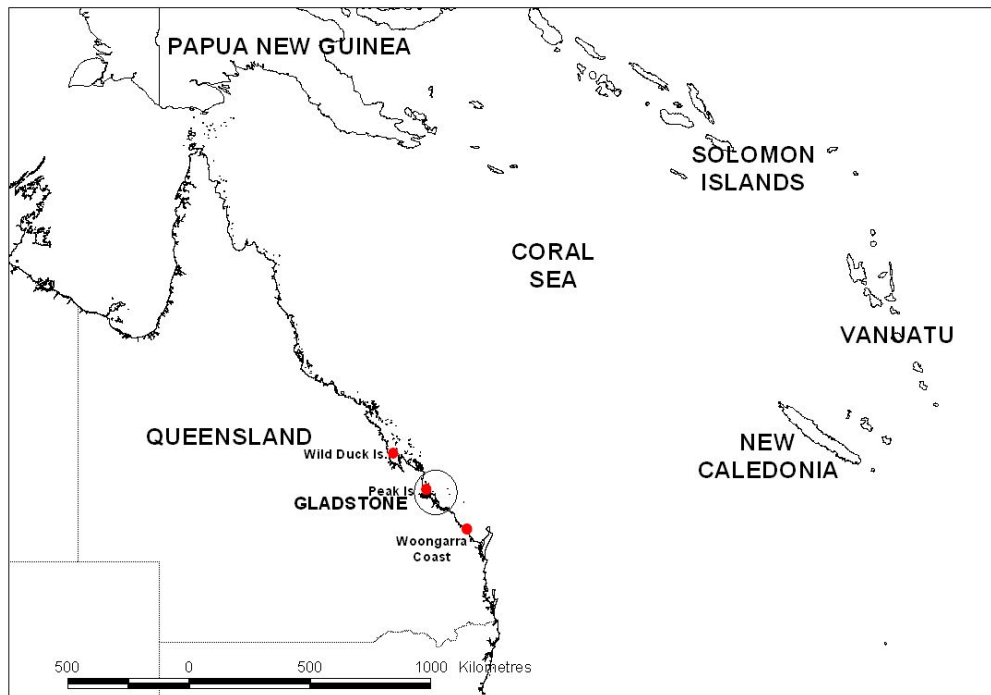 PAPUA NEW GUINEA
SOLOMON
ISLANDS
CORAL
SEA
VANUATU
QUEENSLAND
Wild Duck Is.
NEW
CALEDONIA
Peak Is
GLADSTONE
Woongarra
Coast
500 0 500 1000 Kilometres